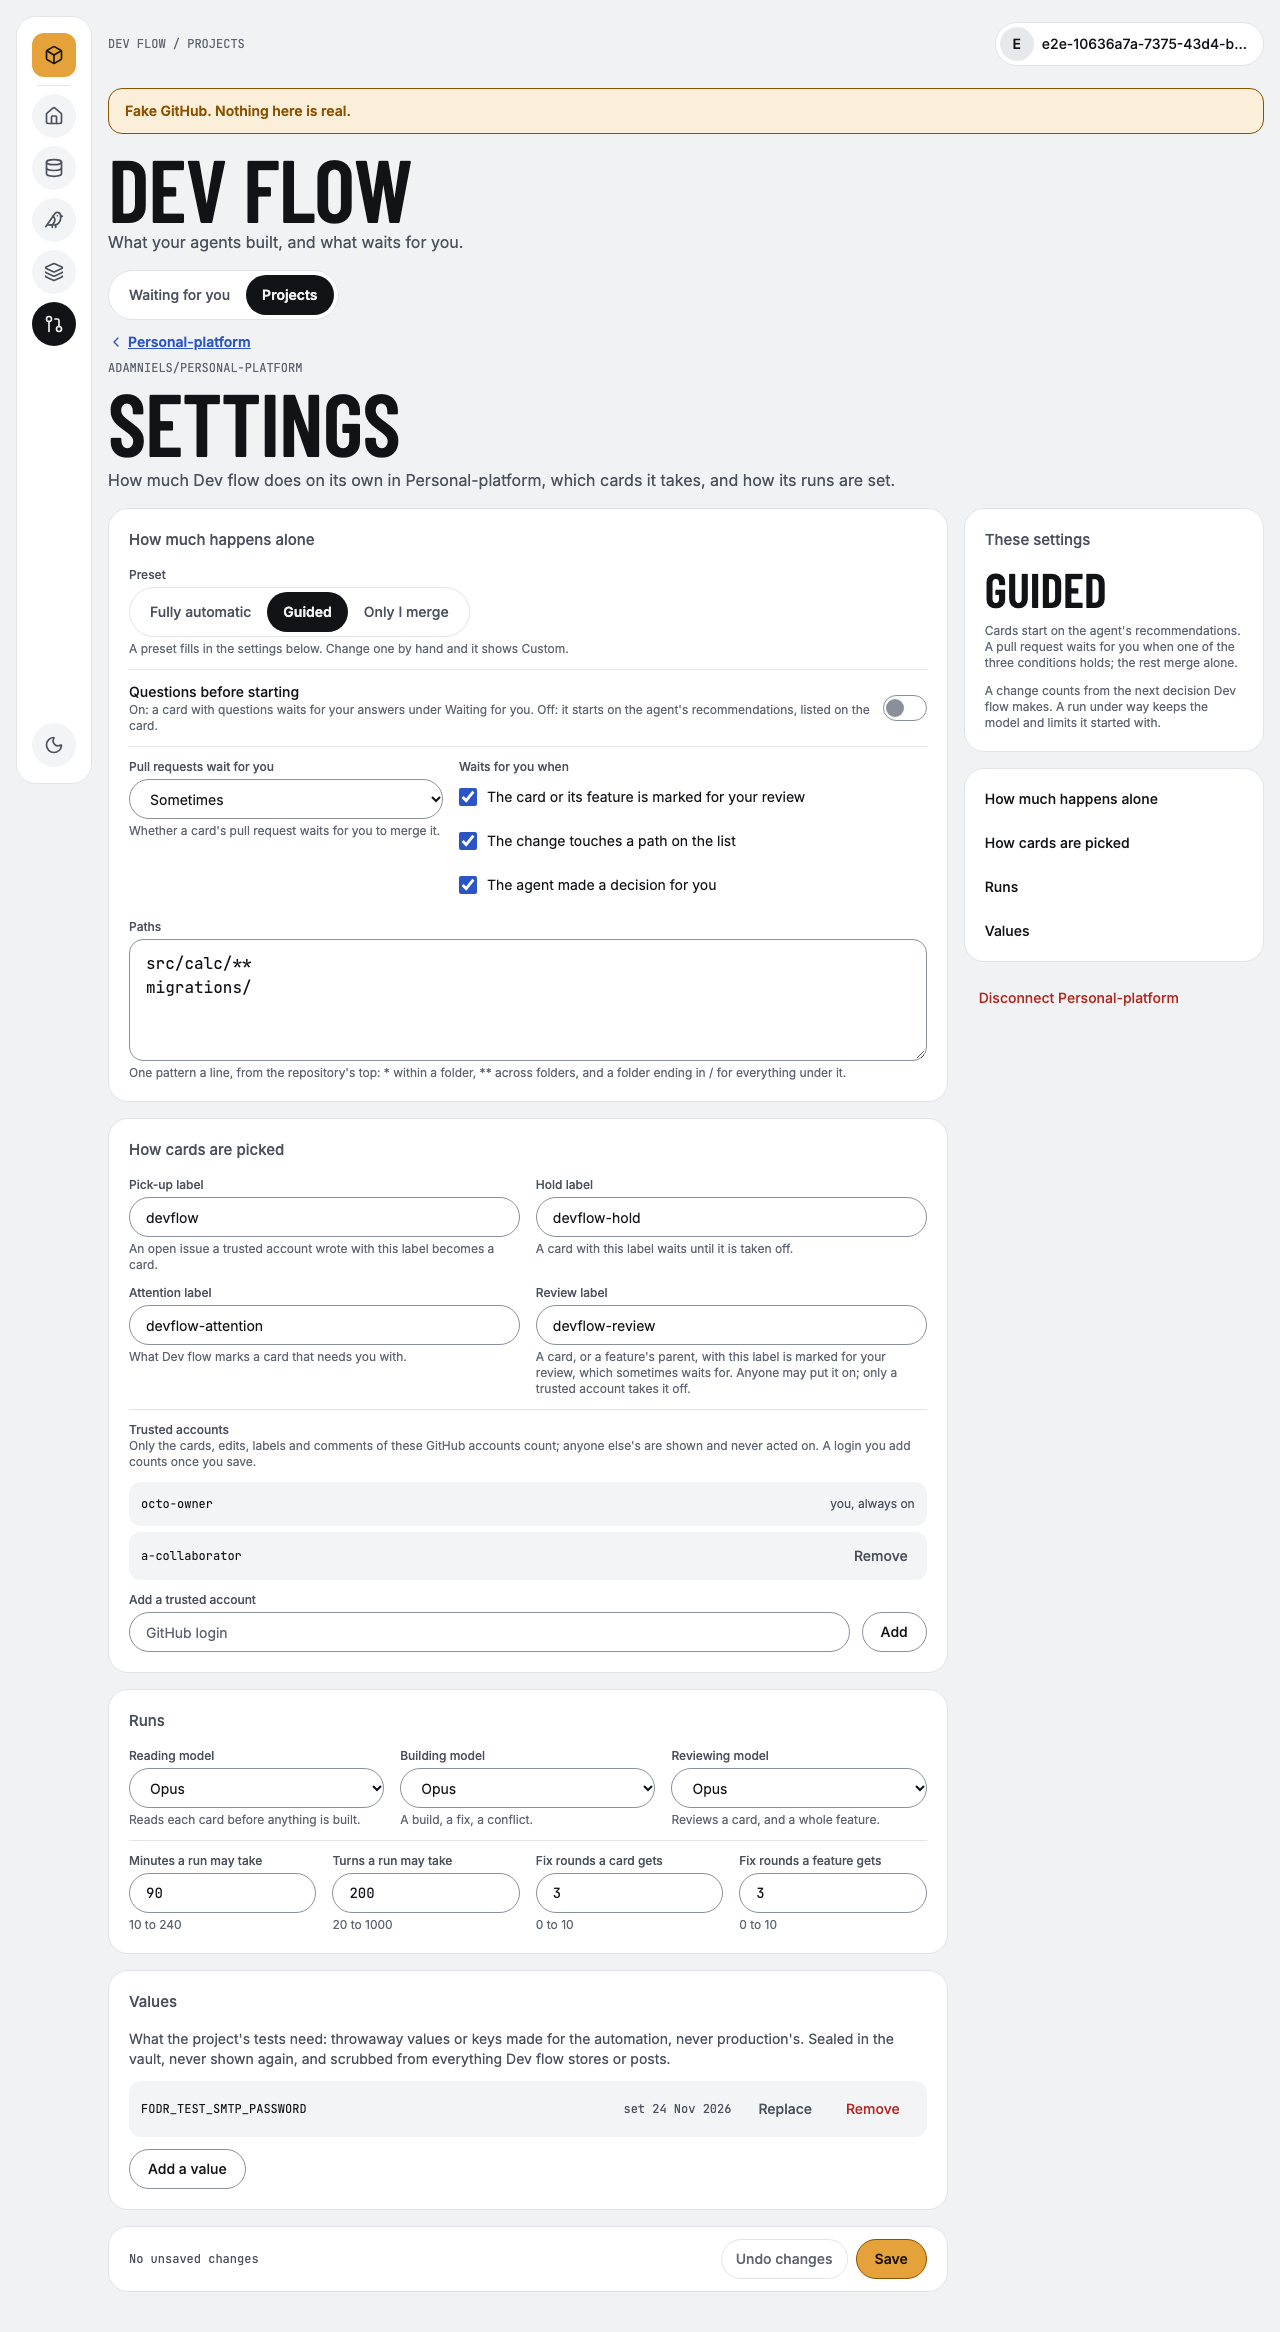 DEV FLOW / PROJECTS
E
e2e-10636a7a-7375-43d4-b...
Fake GitHub. Nothing here is real.
DEV FLOW
What your agents built, and what waits for you.
Waiting for you
Projects
Personal-platform
ADAMNIELS/PERSONAL-PLATFORM
SETTINGS
How much Dev flow does on its own in Personal-platform, which cards it takes, and how its runs are set.
How much happens alone
Preset
Fully automatic
Guided
Only I merge
A preset fills in the settings below. Change one by hand and it shows Custom.
Questions before starting
On: a card with questions waits for your answers under Waiting for you. Off: it starts on the agent's recommendations, listed on the
card.
Pull requests wait for you
Sometimes
Whether a card's pull request waits for you to merge it.
Waits for you when
The card or its feature is marked for your review
The change touches a path on the list
The agent made a decision for you
Paths
src/calc/**
migrations/
One pattern a line, from the repository's top: * within a folder, ** across folders, and a folder ending in / for everything under it.
These settings
GUIDED
Cards start on the agent's recommendations.
A pull request waits for you when one of the
three conditions holds; the rest merge alone.
A change counts from the next decision Dev
flow makes. A run under way keeps the
model and limits it started with.
How much happens alone
How cards are picked
Runs
Values
Disconnect Personal-platform
How cards are picked
Pick-up label
devflow
An open issue a trusted account wrote with this label becomes a
card.
Hold label
devflow-hold
A card with this label waits until it is taken off.
Attention label
devflow-attention
What Dev flow marks a card that needs you with.
Review label
devflow-review
A card, or a feature's parent, with this label is marked for your
review, which sometimes waits for. Anyone may put it on; only a
trusted account takes it off.
Trusted accounts
Only the cards, edits, labels and comments of these GitHub accounts count; anyone else's are shown and never acted on. A login you add
counts once you save.
octo-owner
you, always on
a-collaborator
Remove
Add a trusted account
GitHub login
Add
Runs
Reading model
Opus
Reads each card before anything is built.
Building model
Opus
A build, a fix, a conflict.
Reviewing model
Opus
Reviews a card, and a whole feature.
Minutes a run may take
90
10 to 240
Turns a run may take
200
20 to 1000
Fix rounds a card gets
3
0 to 10
Fix rounds a feature gets
3
0 to 10
Values
What the project's tests need: throwaway values or keys made for the automation, never production's. Sealed in the
vault, never shown again, and scrubbed from everything Dev flow stores or posts.
FODR_TEST_SMTP_PASSWORD
set 24 Nov 2026
Replace
Remove
Add a value
No unsaved changes
Undo changes
Save